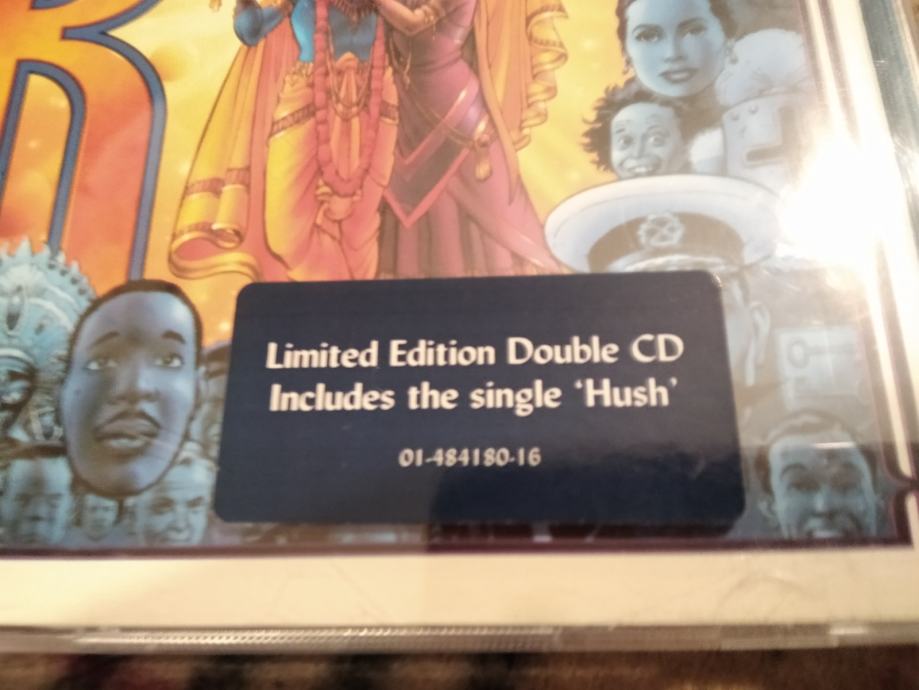 K
Limited Edition Double CD
Includes the single ‘Hush’
01-484180-16